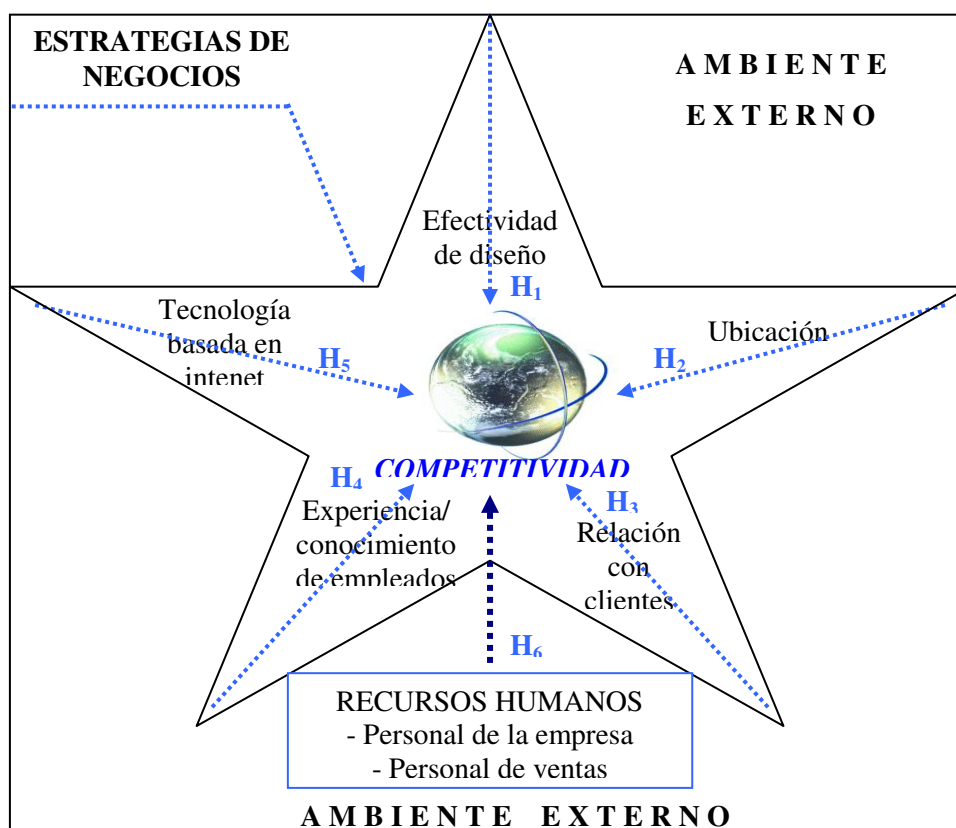 ESTRATEGIAS DE
NEGOCIOS
A M B I E N T E
E X T E R N O
Efectividad
de diseño
H₁
Tecnología
basada en
intenet
H₅
Ubicación
H₂
COMPETITIVIDAD
H₄
Experiencia/
conocimiento
de empleados
H₃
Relación
con
clientes
H₆
RECURSOS HUMANOS
- Personal de la empresa
- Personal de ventas
A M B I E N T E E X T E R N O